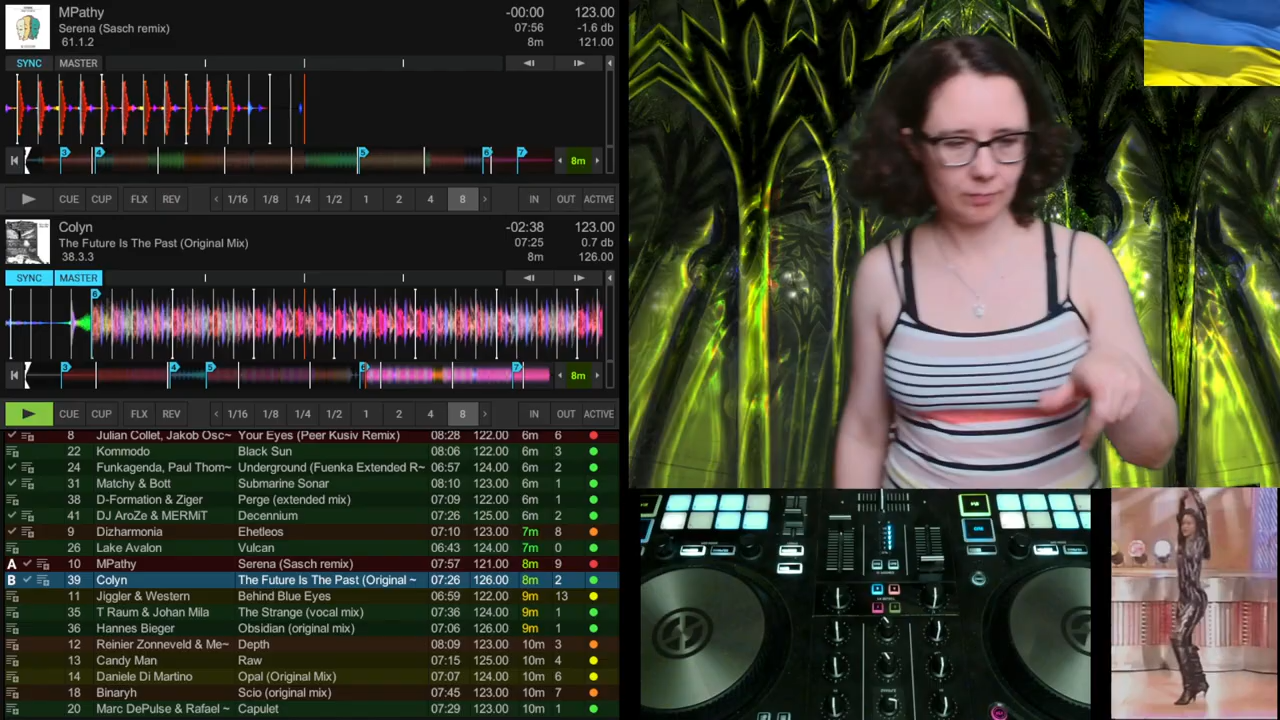 MPathy -00:00 123.00
Serena (Sasch remix) 07:56 -1.6 db
61.1.2 8m 121.00
SYNC MASTER
3 4 5 6 7 8m
CUE CUP FLX REV 1/16 1/8 1/4 1/2 1 2 4 8 IN OUT ACTIVE
Colyn -02:38 123.00
The Future Is The Past (Original Mix) 07:25 0.7 db
38.3.3 8m 126.00
SYNC MASTER
6
3 4 5 6 7 8m
CUE CUP FLX REV 1/16 1/8 1/4 1/2 1 2 4 8 IN OUT ACTIVE
8 Julian Collet, Jakob Osc~ Your Eyes (Peer Kusiv Remix) 08:28 122.00 6m 6
22 Kommodo Black Sun 08:06 122.00 6m 3
24 Funkagenda, Paul Thom~ Underground (Fuenka Extended R~ 06:57 124.00 6m 2
31 Matchy & Bott Submarine Sonar 08:10 123.00 6m 1
38 D-Formation & Ziger Perge (extended mix) 07:09 122.00 6m 1
41 DJ AroZe & MERMiT Decennium 07:26 125.00 6m 2
9 Dizharmonia Ehetleos 07:10 123.00 7m 8
26 Lake Avalon Vulcan 06:43 124.00 7m 0
A 10 MPathy Serena (Sasch remix) 07:57 121.00 8m 9
B 39 Colyn The Future Is The Past (Original ~ 07:26 126.00 8m 2
11 Jiggler & Western Behind Blue Eyes 06:59 122.00 9m 13
35 T Raum & Johan Mila The Strange (vocal mix) 07:36 124.00 9m 1
36 Hannes Bieger Obsidian (original mix) 07:06 126.00 9m 1
12 Reinier Zonneveld & Me~ Depth 08:09 123.00 10m 3
13 Candy Man Raw 07:15 125.00 10m 4
14 Daniele Di Martino Opal (Original Mix) 07:07 124.00 10m 6
18 Binaryh Scio (original mix) 07:45 123.00 10m 7
20 Marc DePulse & Rafael ~ Capulet 07:29 123.00 10m 1